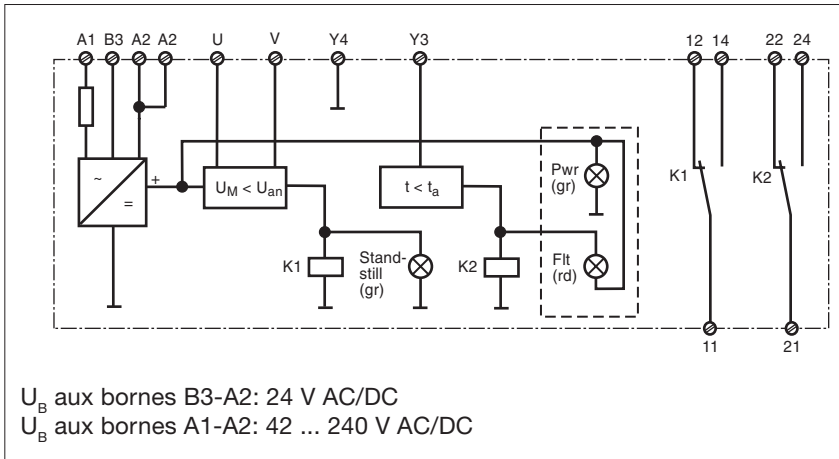 A1 B3 A2 A2 U V Y4 Y3 12 14 22 24
~
=
+
U_M < U_an
t < t_a
Pwr
(gr)
K1
K2
K1
Stand-
still
(gr)
K2
Flt
(rd)
11
21
U_B aux bornes B3-A2: 24 V AC/DC
U_B aux bornes A1-A2: 42 ... 240 V AC/DC